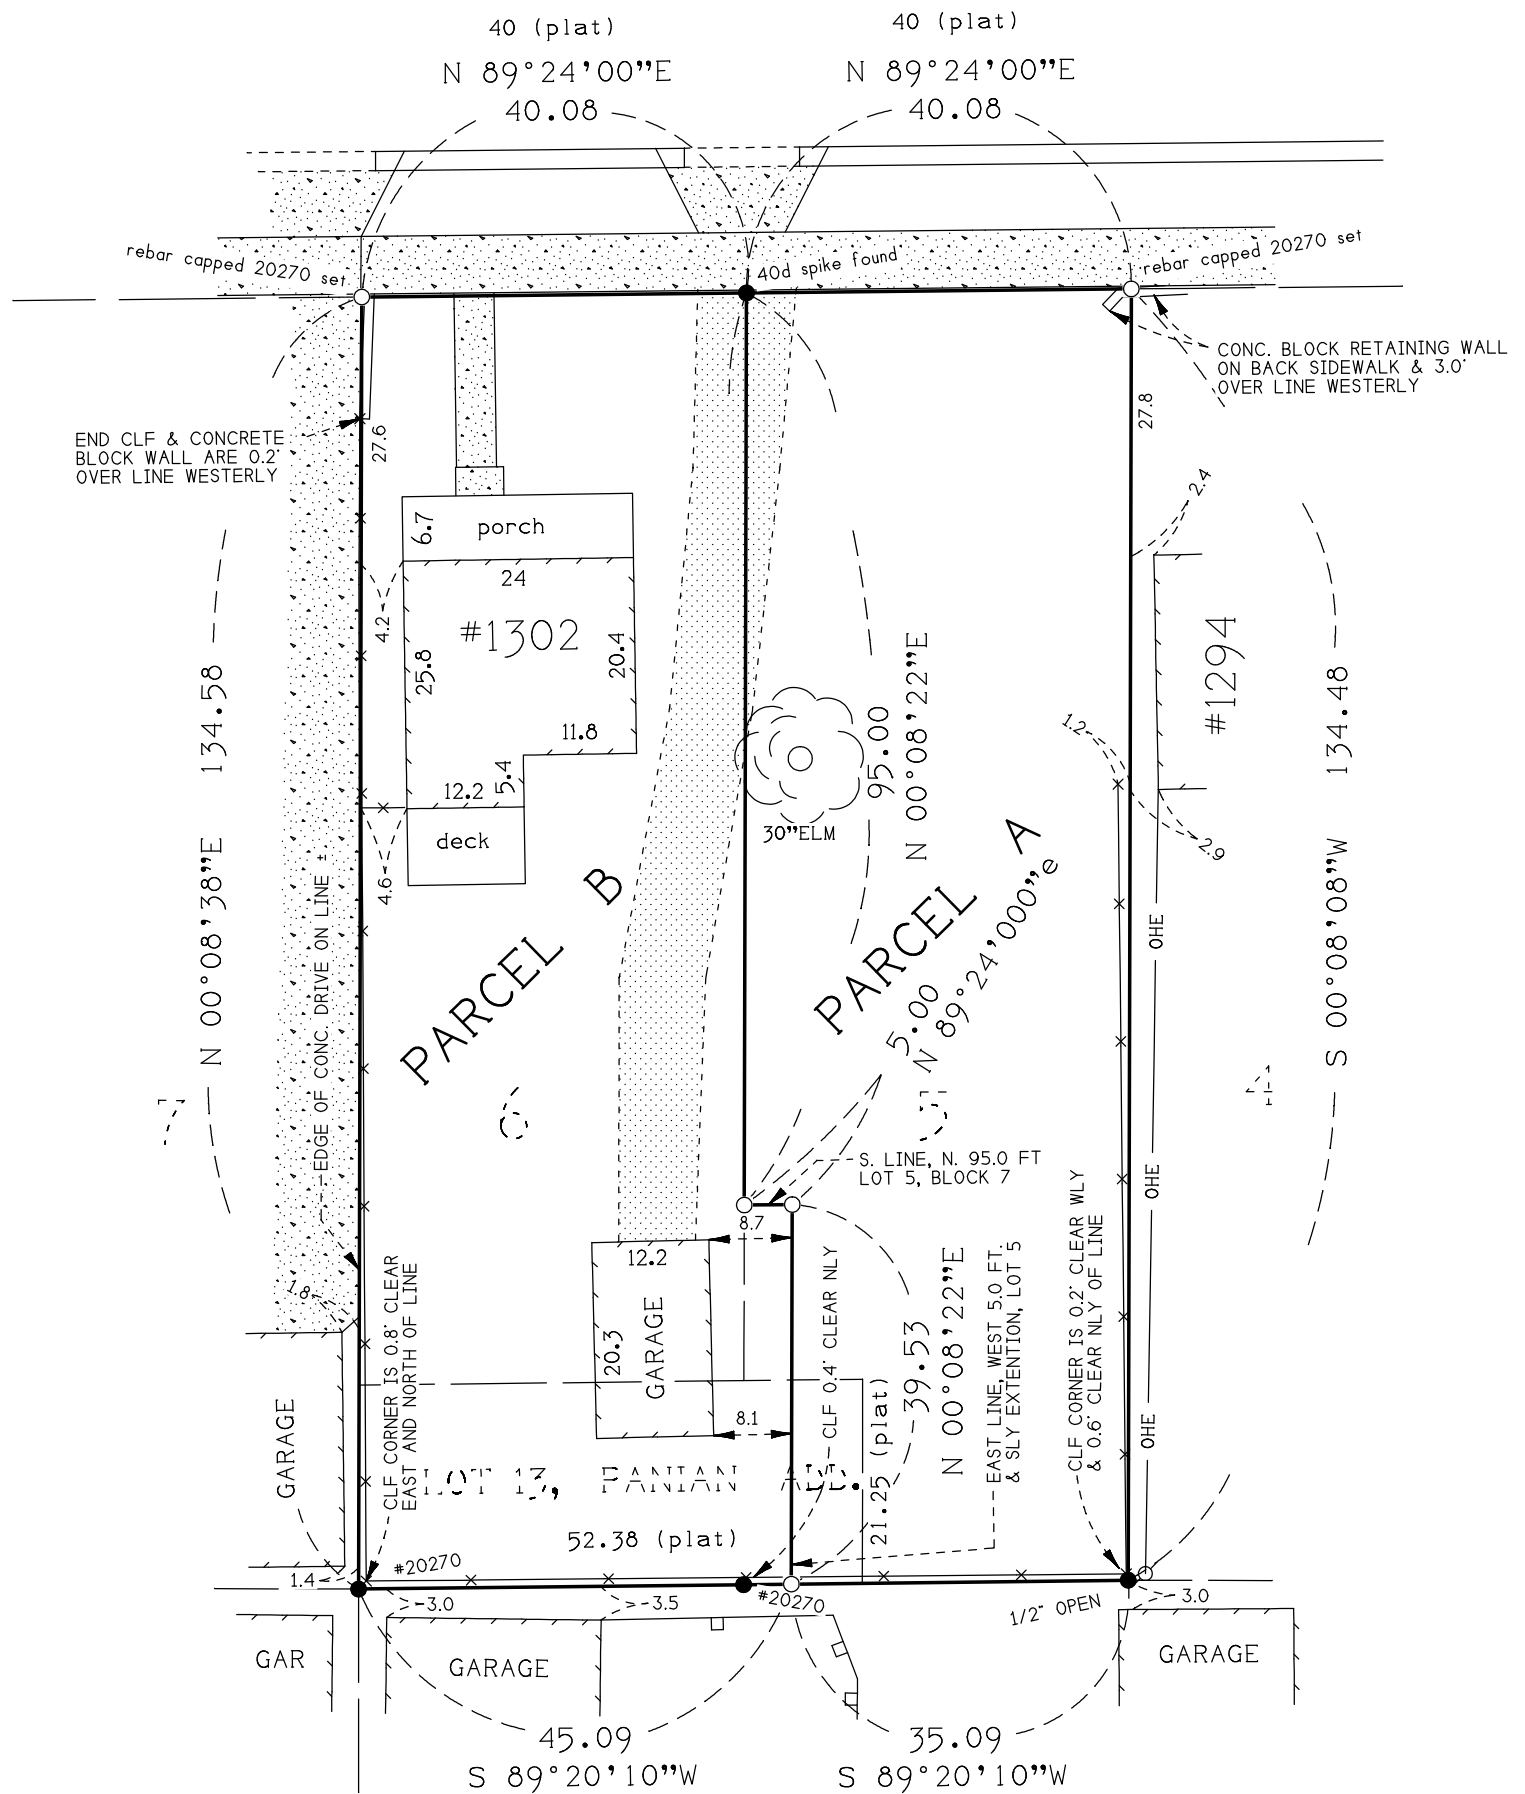 40 (plat)
40 (plat)
N 89°24'00"E
N 89°24'00"E
40.08
40.08
rebar capped 20270 set
40d spike found
rebar capped 20270 set
CONC. BLOCK RETAINING WALL
ON BACK SIDEWALK & 3.0'
OVER LINE WESTERLY
END CLF & CONCRETE
BLOCK WALL ARE 0.2'
OVER LINE WESTERLY
27.6
27.8
6.7
porch
24
2.4
4.2
#1302
25.8
20.4
11.8
5.4
12.2
deck
4.6
#1294
1.2
2.9
30"ELM
95.00
N 00°08'22"E
N 00°08'38"E 134.58
S 00°08'08"W 134.48
EDGE OF CONC. DRIVE ON LINE ±
PARCEL B
PARCEL A
5.00
N 89°24'000"e
OHE
OHE
OHE
7
6
5
4
S. LINE, N. 95.0 FT
LOT 5, BLOCK 7
8.7
12.2
20.3
GARAGE
8.1
1.8
GARAGE
CLF CORNER IS 0.8' CLEAR
EAST AND NORTH OF LINE
CLF 0.4' CLEAR NLY
39.53
N 00°08'22"E
EAST LINE, WEST 5.0 FT.
& SLY EXTENTION, LOT 5
CLF CORNER IS 0.2' CLEAR WLY
& 0.6' CLEAR NLY OF LINE
21.25 (plat)
LOT 13, PANIAN ADD.
52.38 (plat)
#20270
1.4
3.0
3.5
#20270
1/2" OPEN
3.0
GAR
GARAGE
GARAGE
45.09
35.09
S 89°20'10"W
S 89°20'10"W